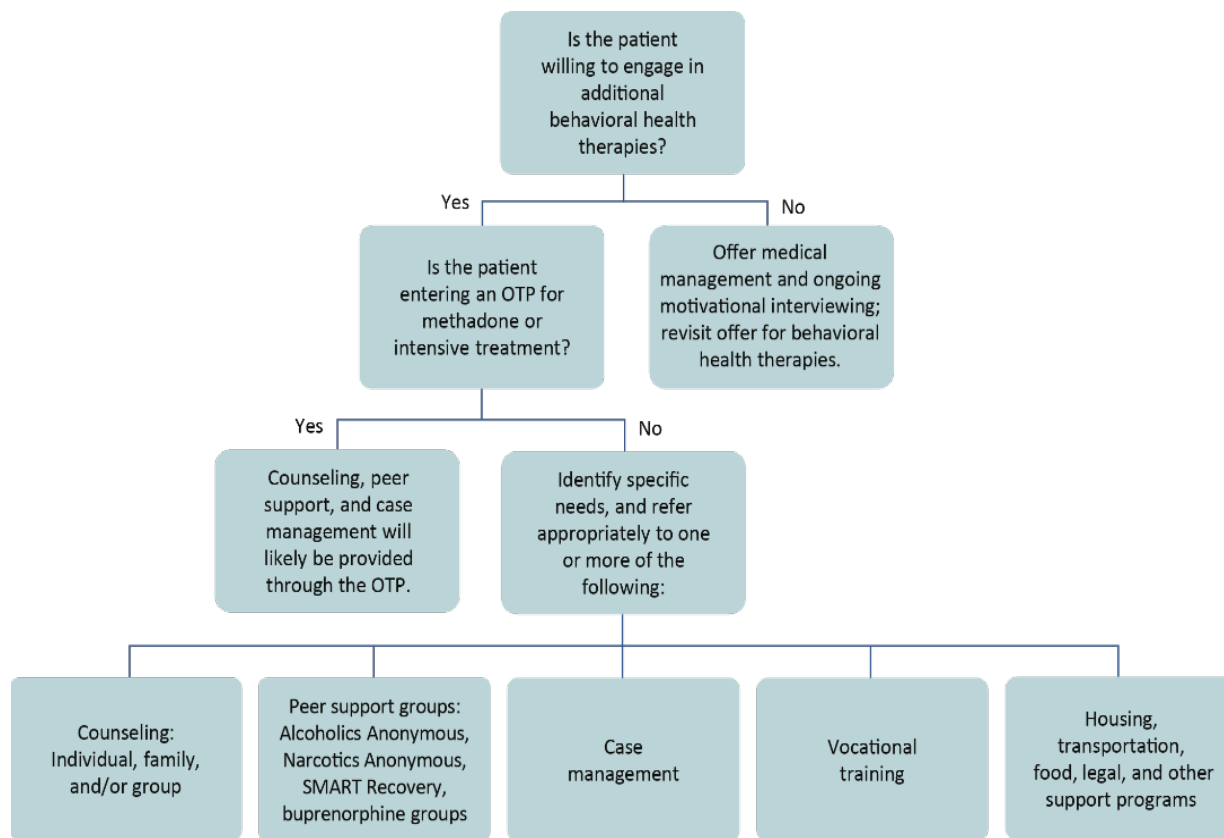 Is the patient
willing to engage in
additional
behavioral health
therapies?
Yes
No
Is the patient
entering an OTP for
methadone or
intensive treatment?
Offer medical
management and ongoing
motivational interviewing;
revisit offer for behavioral
health therapies.
Yes
No
Counseling, peer
support, and case
management will
likely be provided
through the OTP.
Identify specific
needs, and refer
appropriately to one
or more of the
following:
Counseling:
Individual, family,
and/or group
Peer support groups:
Alcoholics Anonymous,
Narcotics Anonymous,
SMART Recovery,
buprenorphine groups
Case
management
Vocational
training
Housing,
transportation,
food, legal, and other
support programs